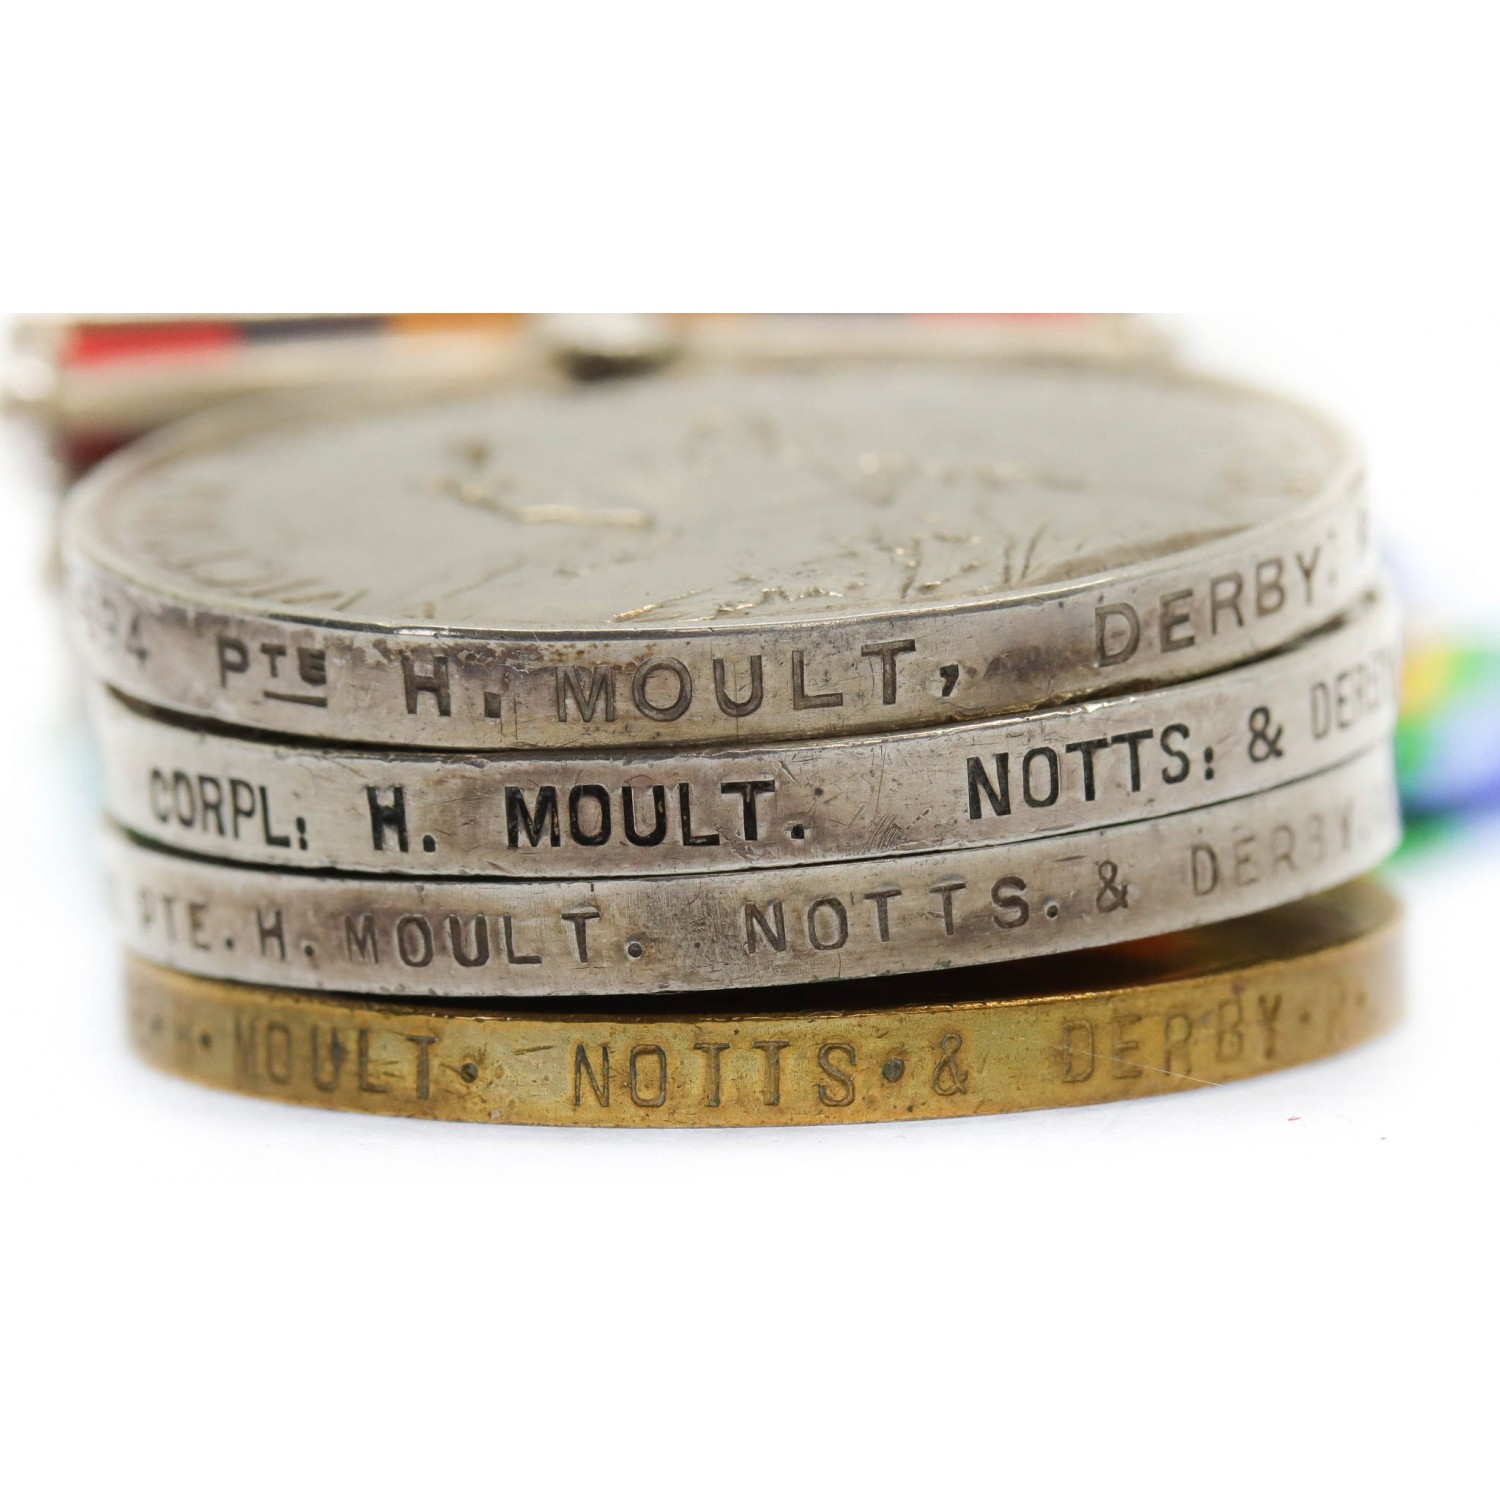 PTE H. MOULT, DERBY:
CORPL: H. MOULT. NOTTS: & DERBY
PTE. H. MOULT. NOTTS. & DERBY.
H. MOULT. NOTTS. & DERBY. R.